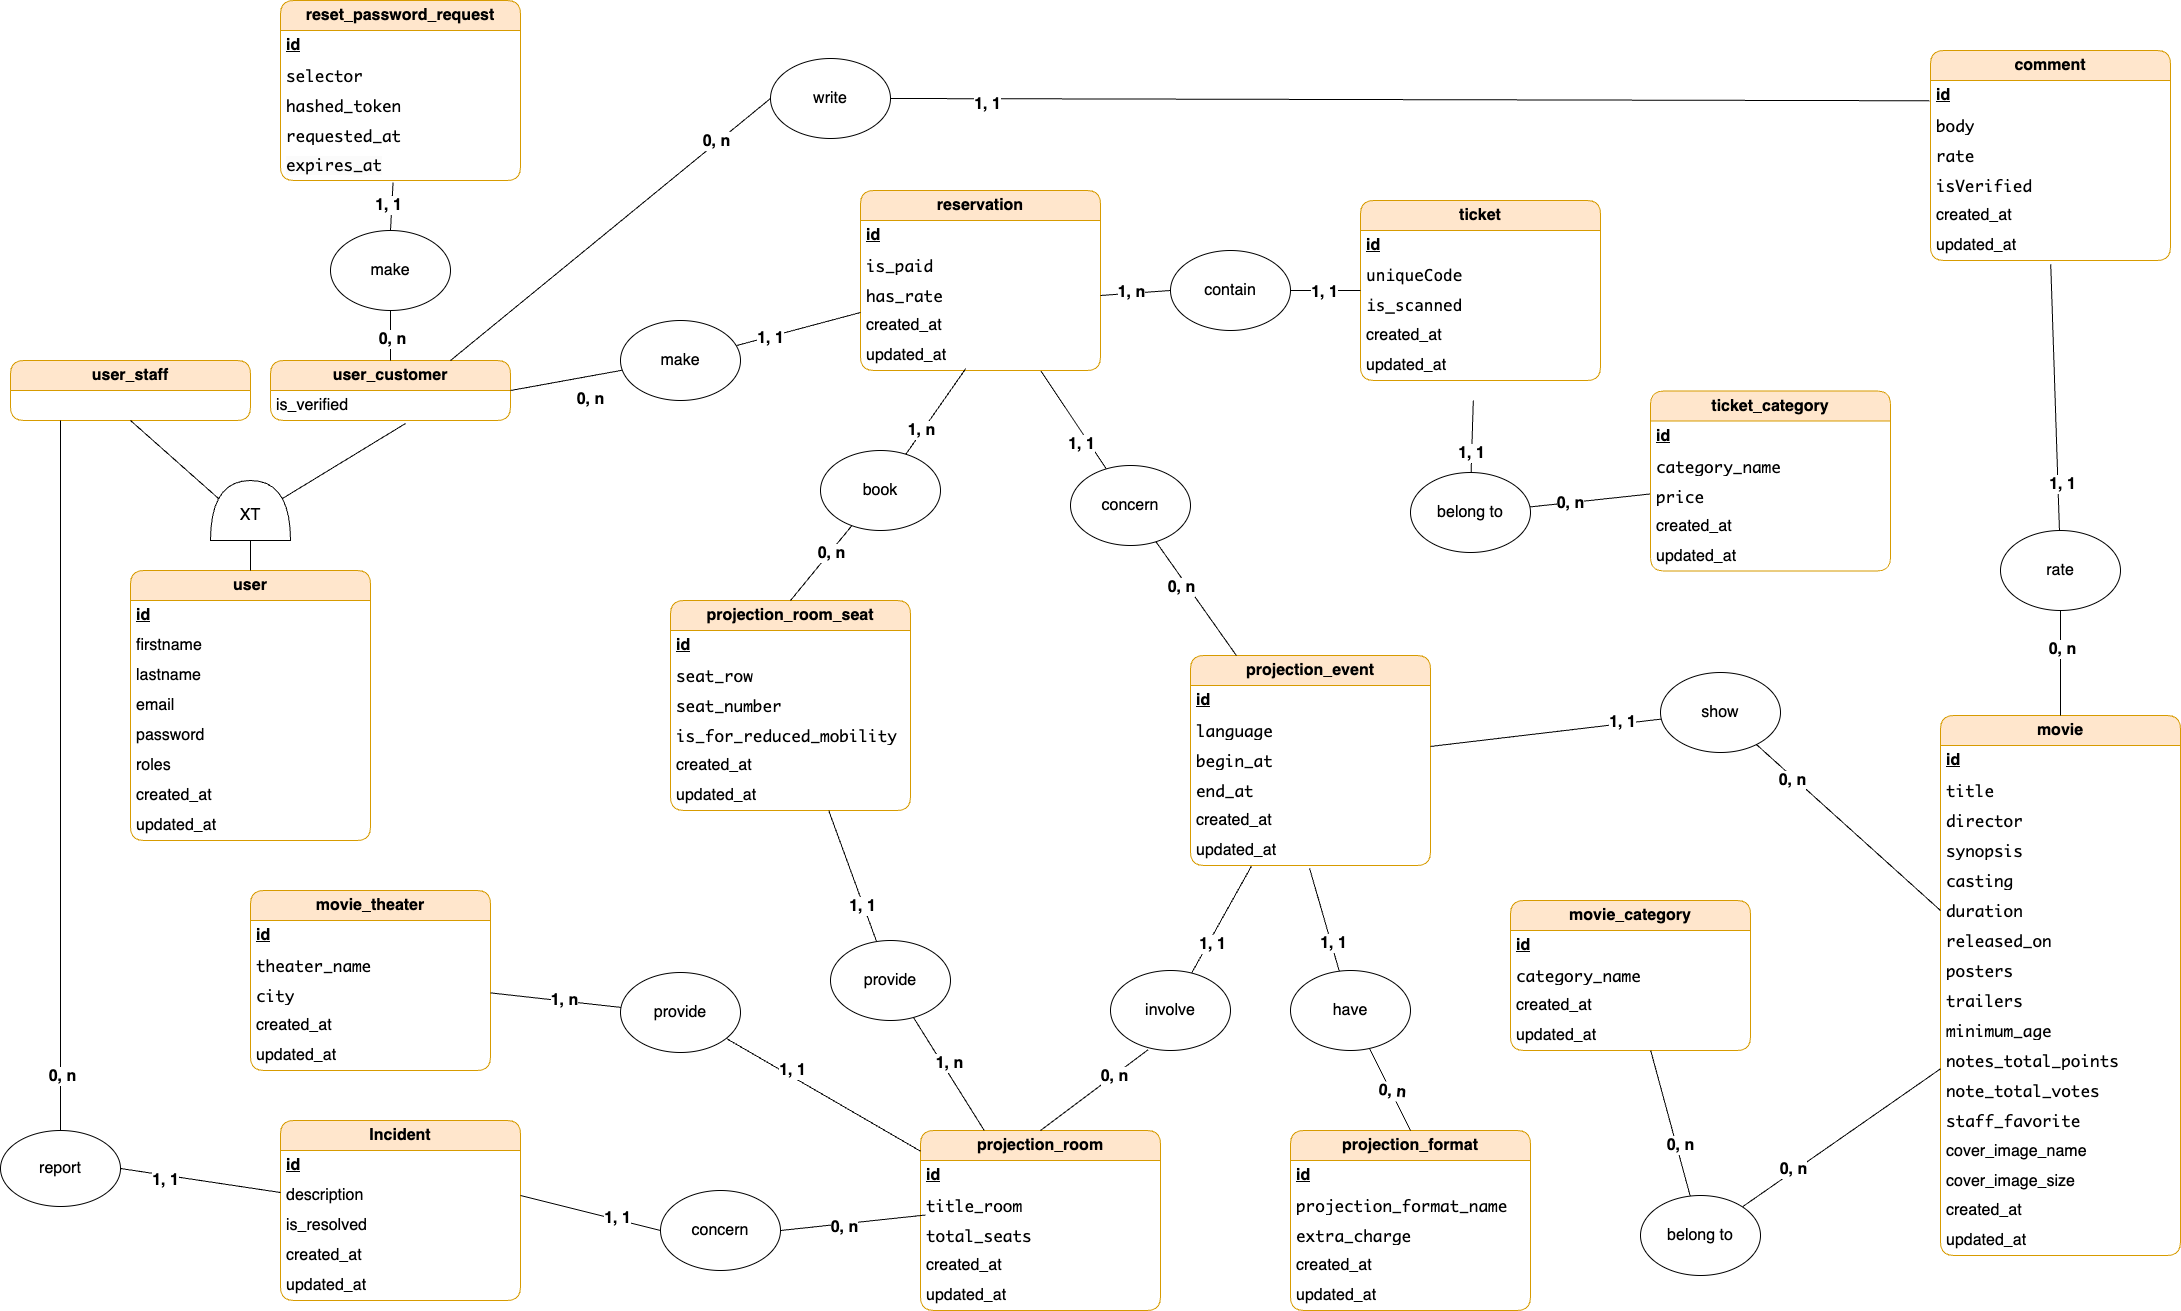 reset_password_request
id
selector
hashed_token
requested_at
expires_at
1, 1
make
0, n
write
0, n
1, 1
comment
id
body
rate
isVerified
created_at
updated_at
1, 1
rate
0, n
reservation
id
is_paid
has_rate
created_at
updated_at
1, n
contain
1, 1
ticket
id
uniqueCode
is_scanned
created_at
updated_at
1, 1
belong to
0, n
ticket_category
id
category_name
price
created_at
updated_at
user_staff
user_customer
is_verified
0, n
make
1, 1
XT
user
id
firstname
lastname
email
password
roles
created_at
updated_at
1, n
book
0, n
1, 1
concern
0, n
projection_room_seat
id
seat_row
seat_number
is_for_reduced_mobility
created_at
updated_at
1, 1
provide
1, n
projection_event
id
language
begin_at
end_at
created_at
updated_at
1, 1
show
0, n
movie
id
title
director
synopsis
casting
duration
released_on
posters
trailers
minimum_age
notes_total_points
note_total_votes
staff_favorite
cover_image_name
cover_image_size
created_at
updated_at
movie_theater
id
theater_name
city
created_at
updated_at
1, n
provide
1, 1
1, 1
involve
0, n
1, 1
have
0, n
movie_category
id
category_name
created_at
updated_at
0, n
belong to
0, n
0, n
report
1, 1
Incident
id
description
is_resolved
created_at
updated_at
1, 1
concern
0, n
projection_room
id
title_room
total_seats
created_at
updated_at
projection_format
id
projection_format_name
extra_charge
created_at
updated_at